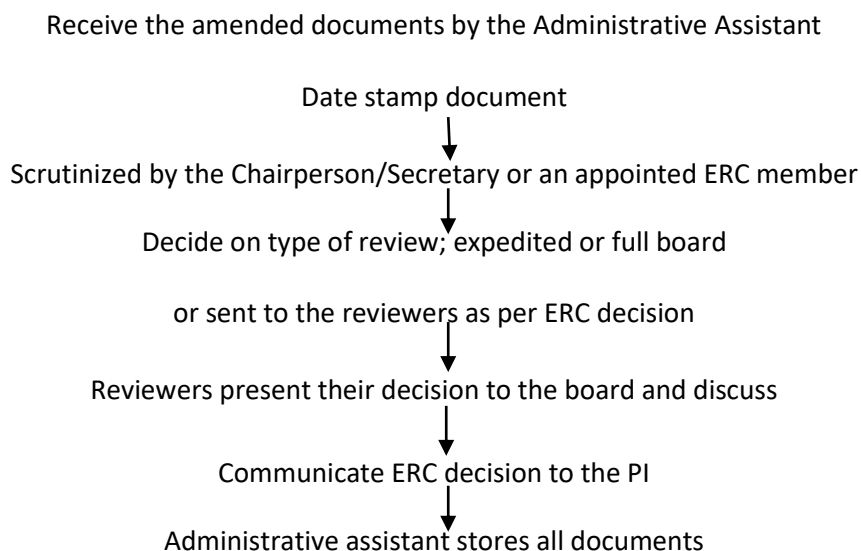 Receive the amended documents by the Administrative Assistant
Date stamp document
Scrutinized by the Chairperson/Secretary or an appointed ERC member
Decide on type of review; expedited or full board
or sent to the reviewers as per ERC decision
Reviewers present their decision to the board and discuss
Communicate ERC decision to the PI
Administrative assistant stores all documents